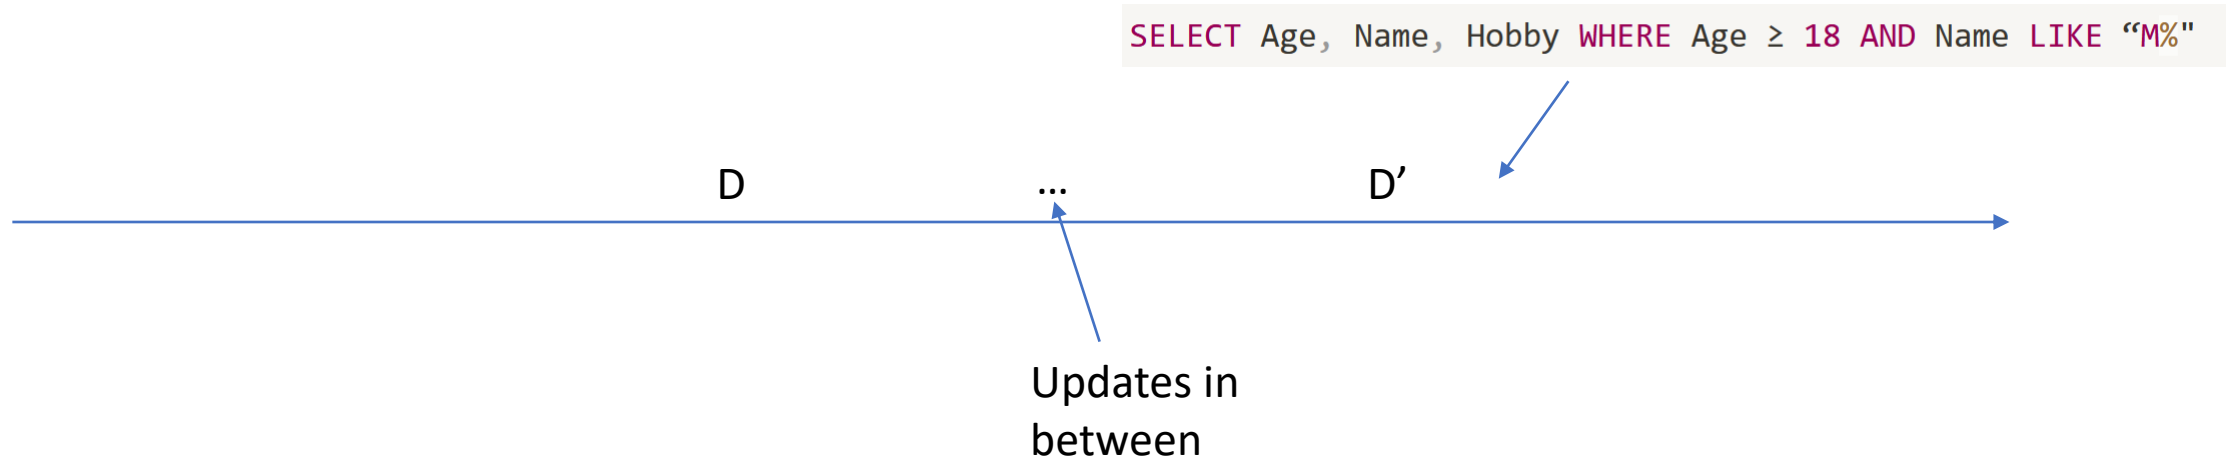 SELECT Age, Name, Hobby WHERE Age ≥ 18 AND Name LIKE “M%"
D
...
D’
Updates in
between